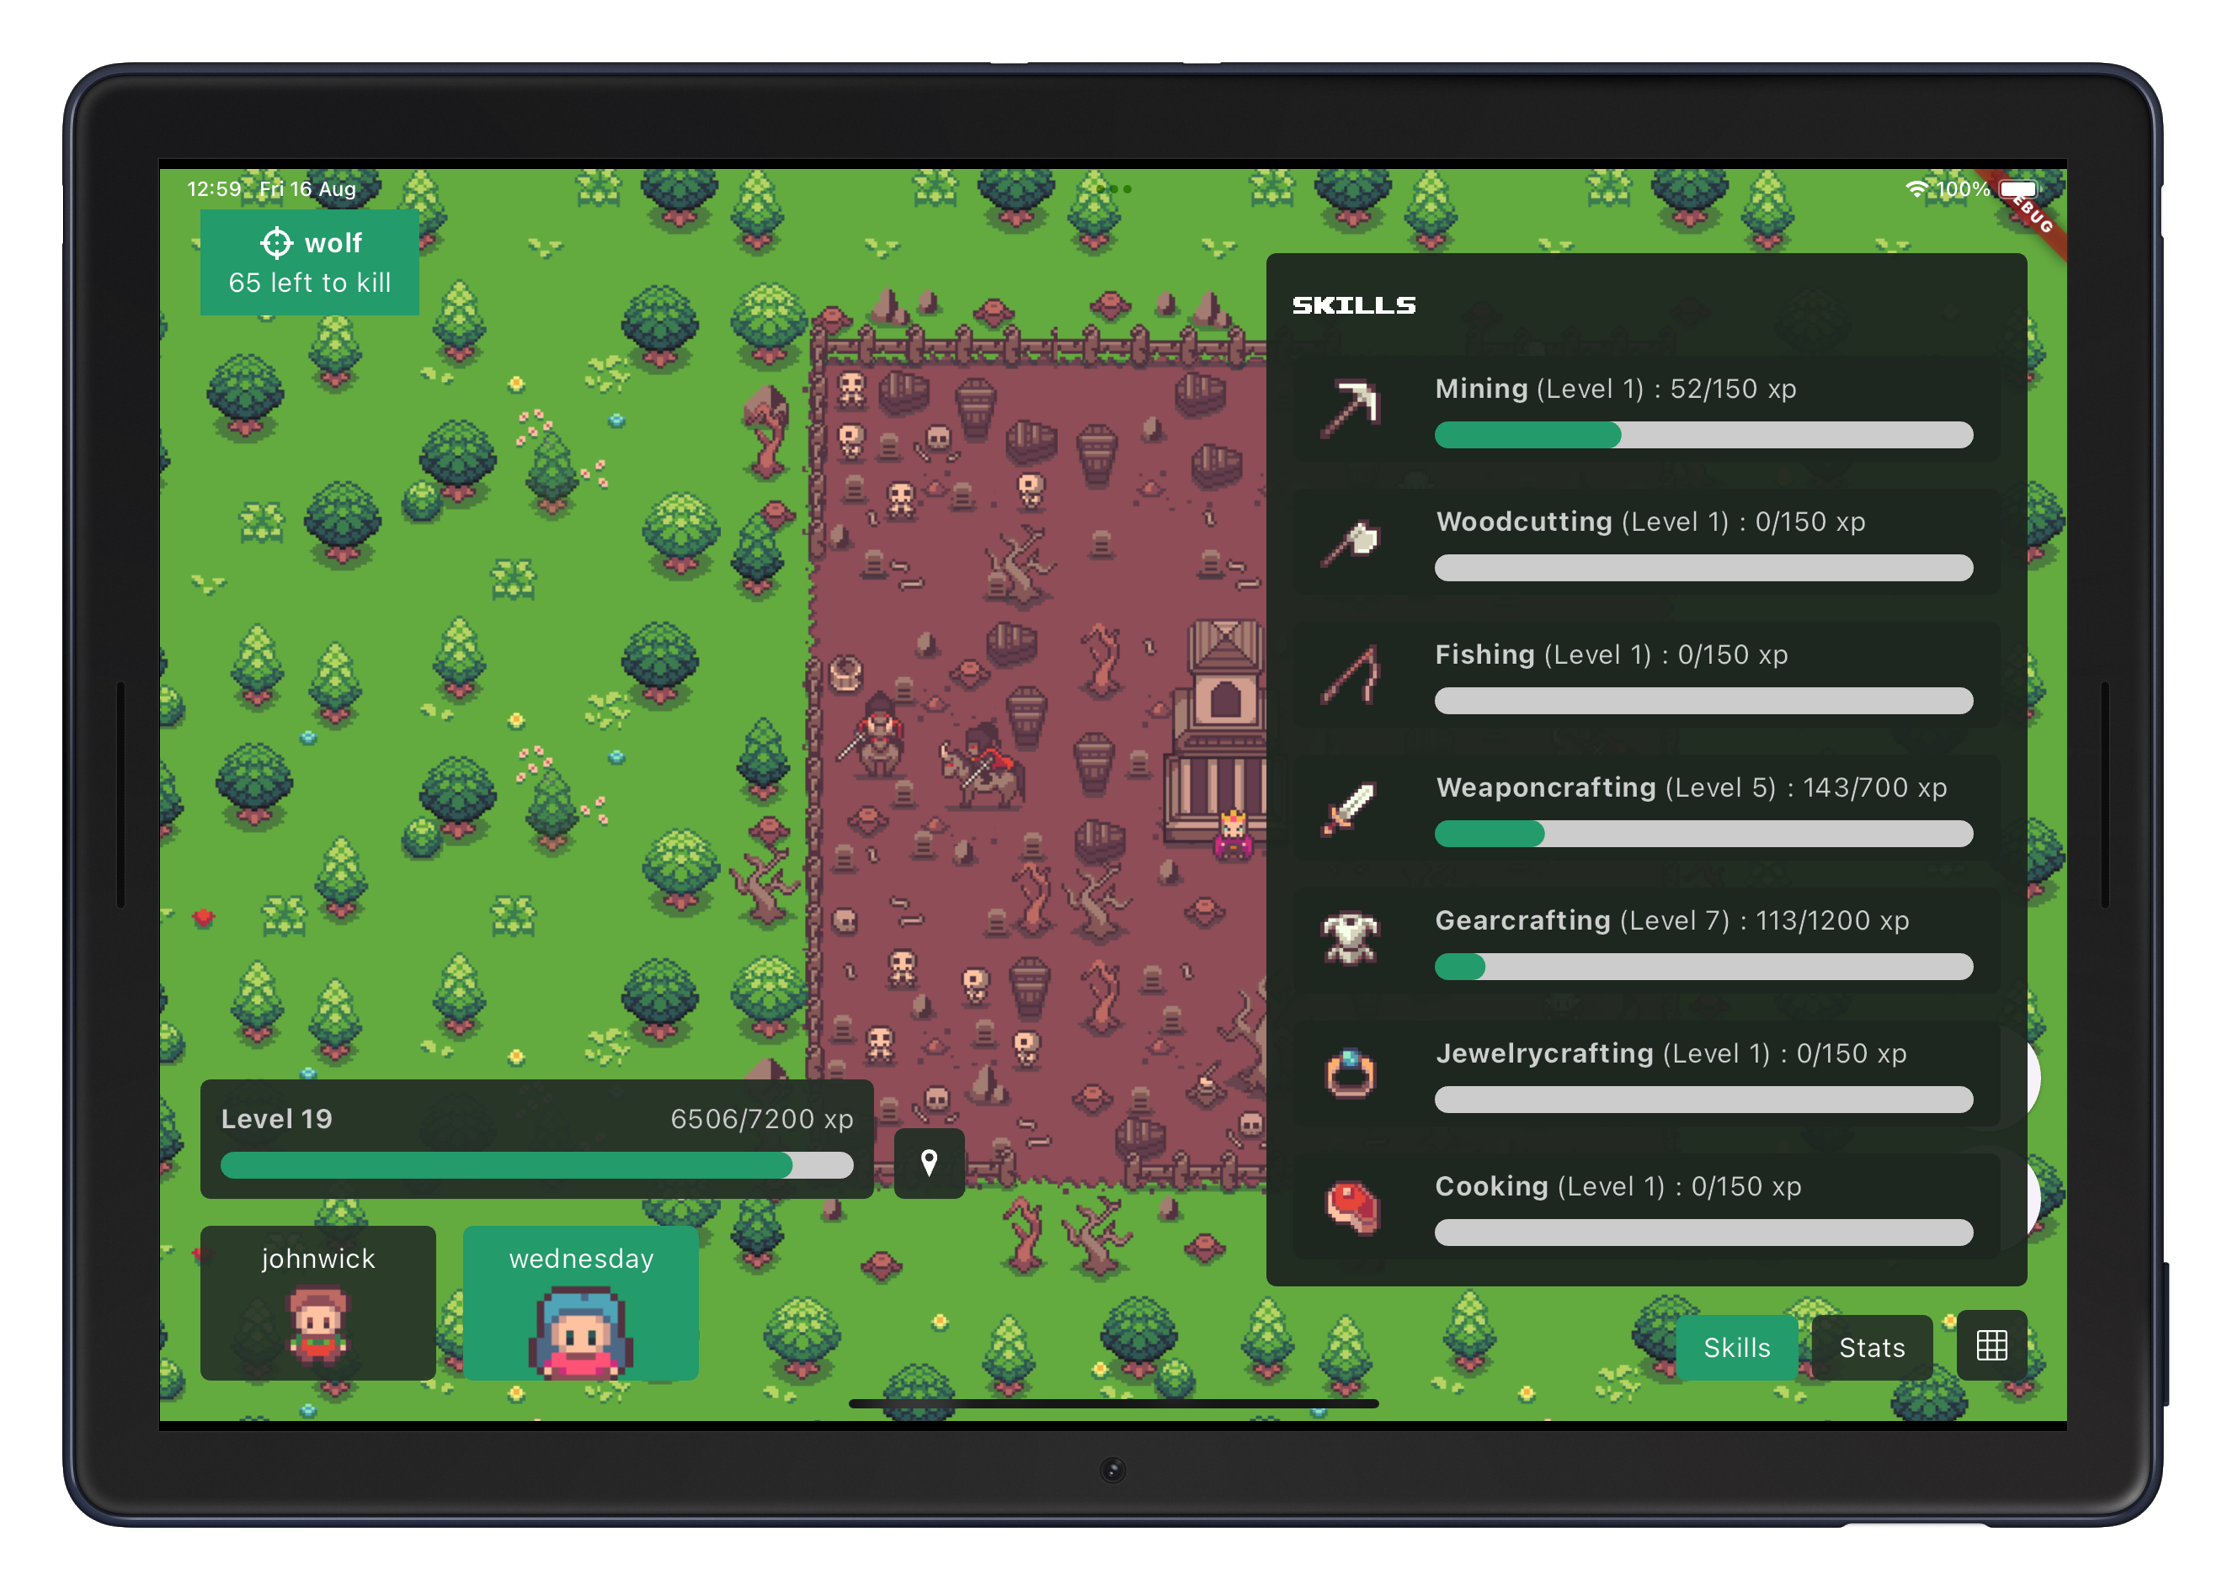 12:59 Fri 16 Aug
100%
EBUG
wolf
65 left to kill
SKILLS
Mining (Level 1) : 52/150 xp
Woodcutting (Level 1) : 0/150 xp
Fishing (Level 1) : 0/150 xp
Weaponcrafting (Level 5) : 143/700 xp
Gearcrafting (Level 7) : 113/1200 xp
Jewelrycrafting (Level 1) : 0/150 xp
Cooking (Level 1) : 0/150 xp
Level 19 6506/7200 xp
johnwick wednesday
Skills Stats